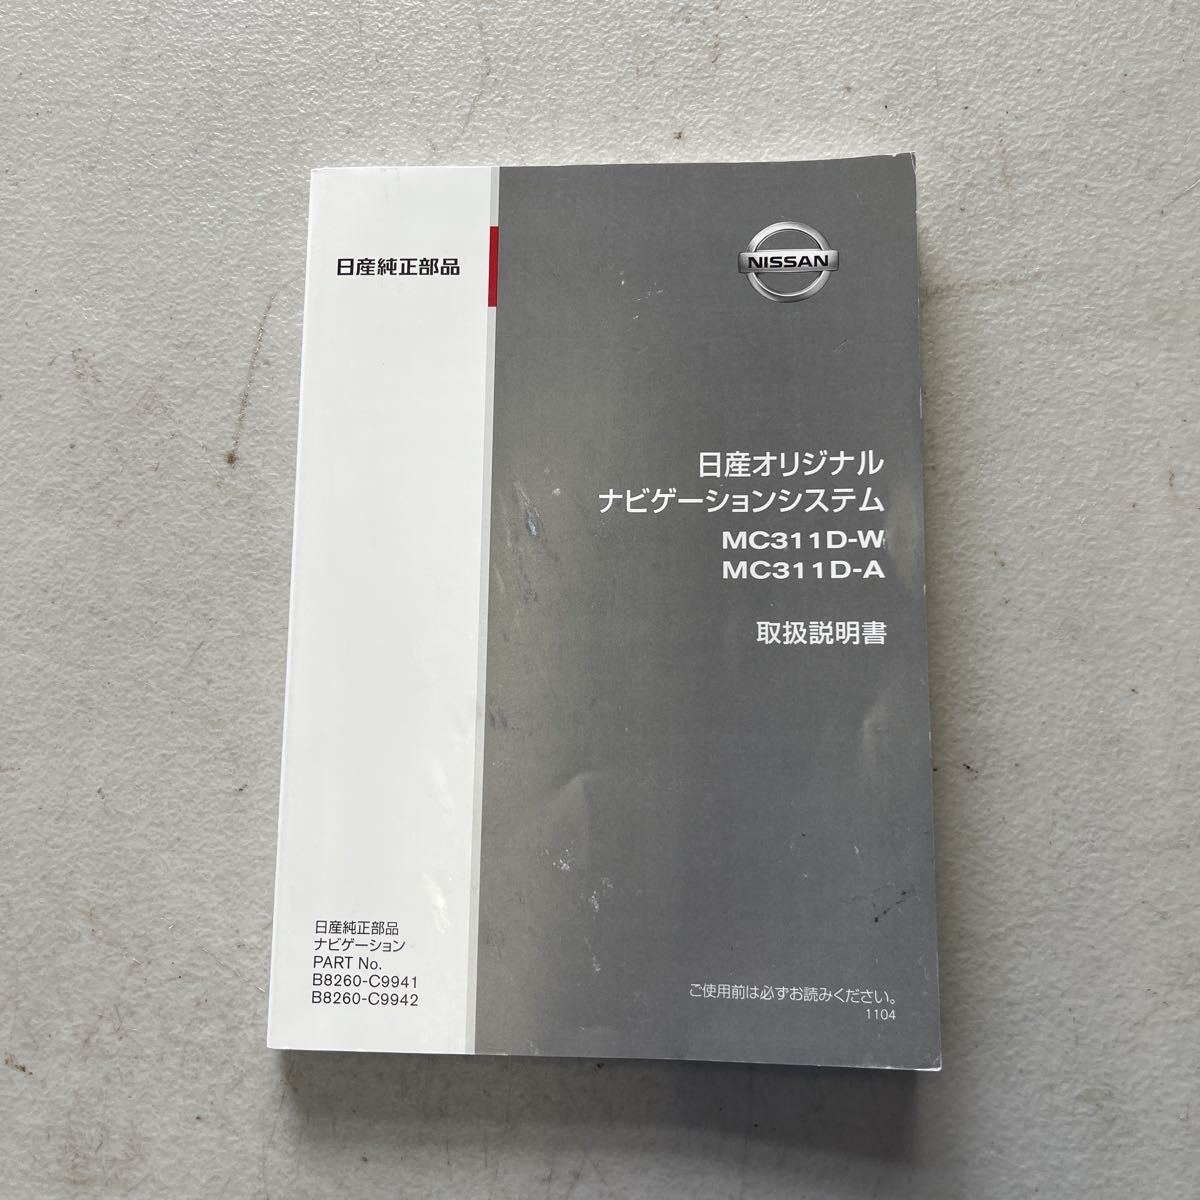 日産純正部品
NISSAN
日産オリジナル
ナビゲーションシステム
MC311D-W
MC311D-A
取扱説明書
日産純正部品
ナビゲーション
PART No.
B8260-C9941
B8260-C9942
ご使用前は必ずお読みください。
1104